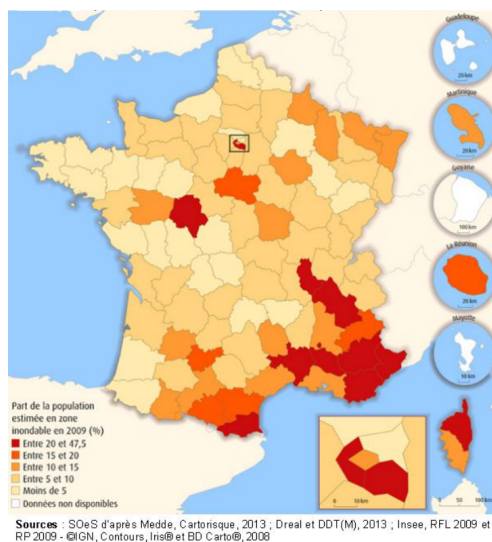 Guadeloupe
20 km
Martinique
20 km
Guyane
100 km
La Réunion
20 km
Mayotte
10 km
Part de la population
estimée en zone
inondable en 2009 (%)
Entre 20 et 47,5
Entre 15 et 20
Entre 10 et 15
Entre 5 et 10
Moins de 5
Données non disponibles
0 10 km
0 50 100 km
Sources : SOeS d'après Medde, Cartorisque, 2013 ; Dreal et DDT(M), 2013 ; Insee, RFL 2009 et
RP 2009 - ©IGN, Contours, Iris® et BD Carto®, 2008